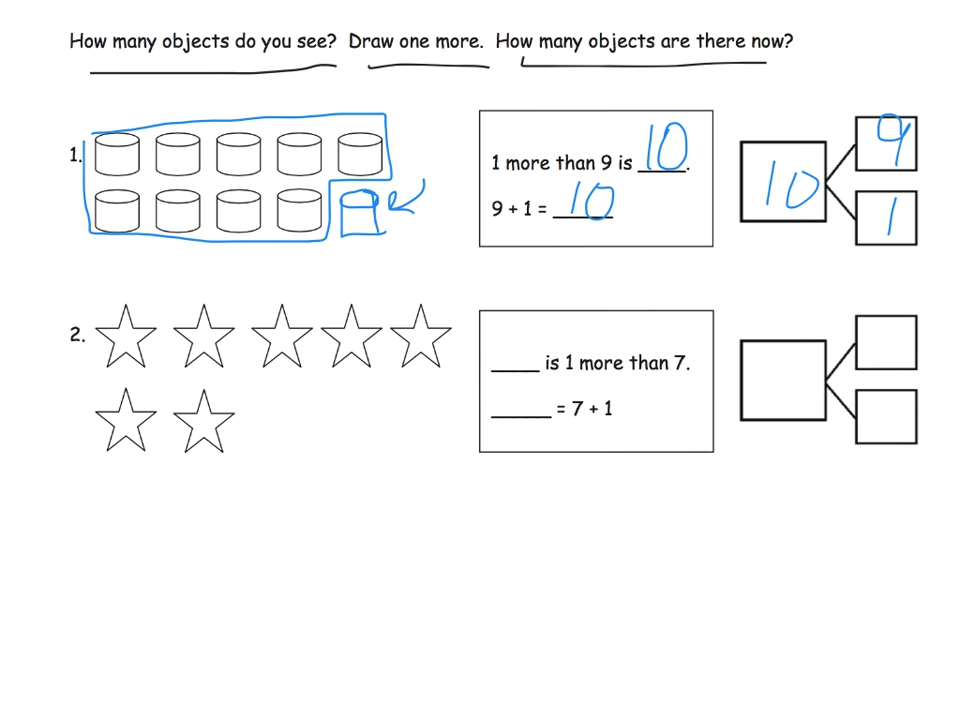 How many objects do you see? Draw one more. How many objects are there now?
1.
1 more than 9 is 10.
9 + 1 = 10
10
9
1
2.
____ is 1 more than 7.
_____ = 7 + 1